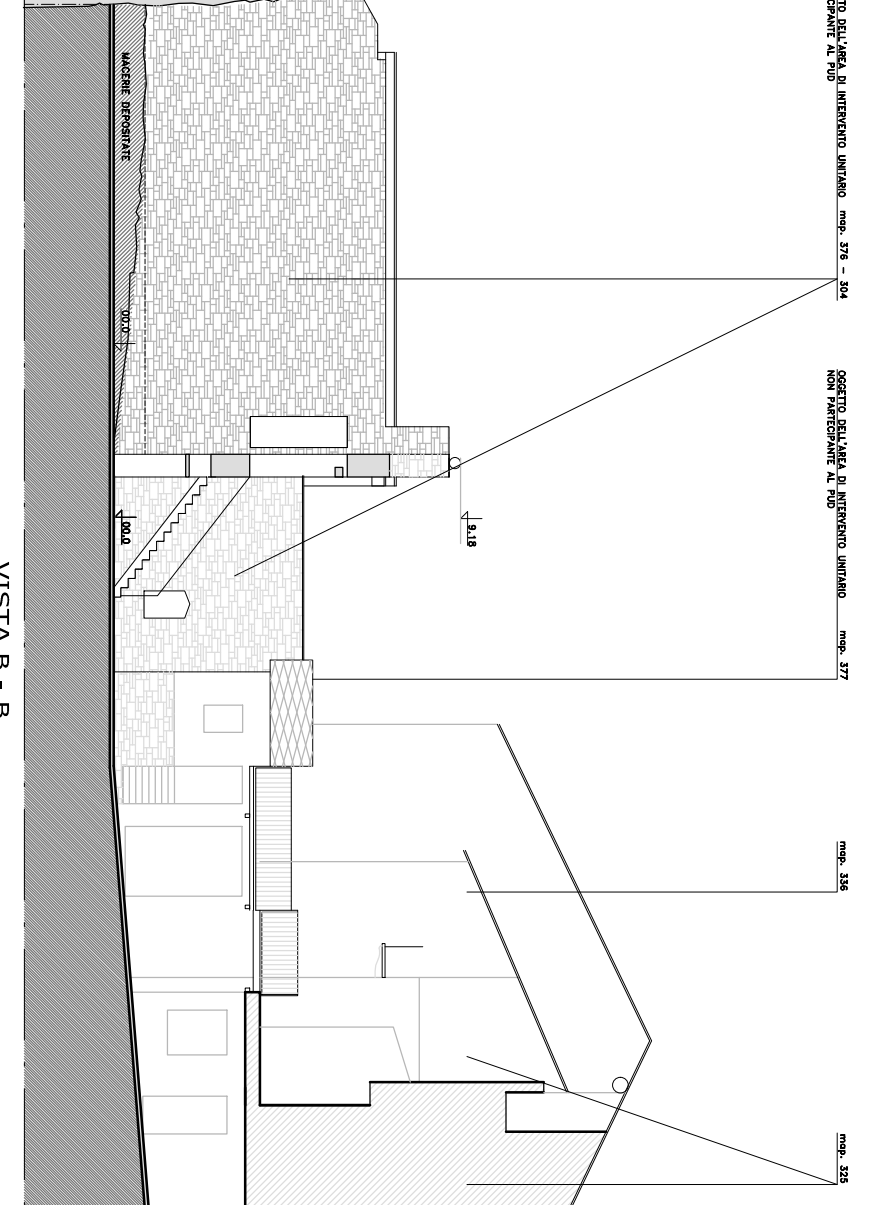 TO DELL'AREA DI INTERVENTO UNITARIO map. 376 - 304
CIPANTE AL PUD
OGGETTO DELL'AREA DI INTERVENTO UNITARIO map. 377
NON PARTECIPANTE AL PUD
map. 336
map. 325
9.18
MACERIE DEPOSITATE
00.0
00.0
VISTA B - B